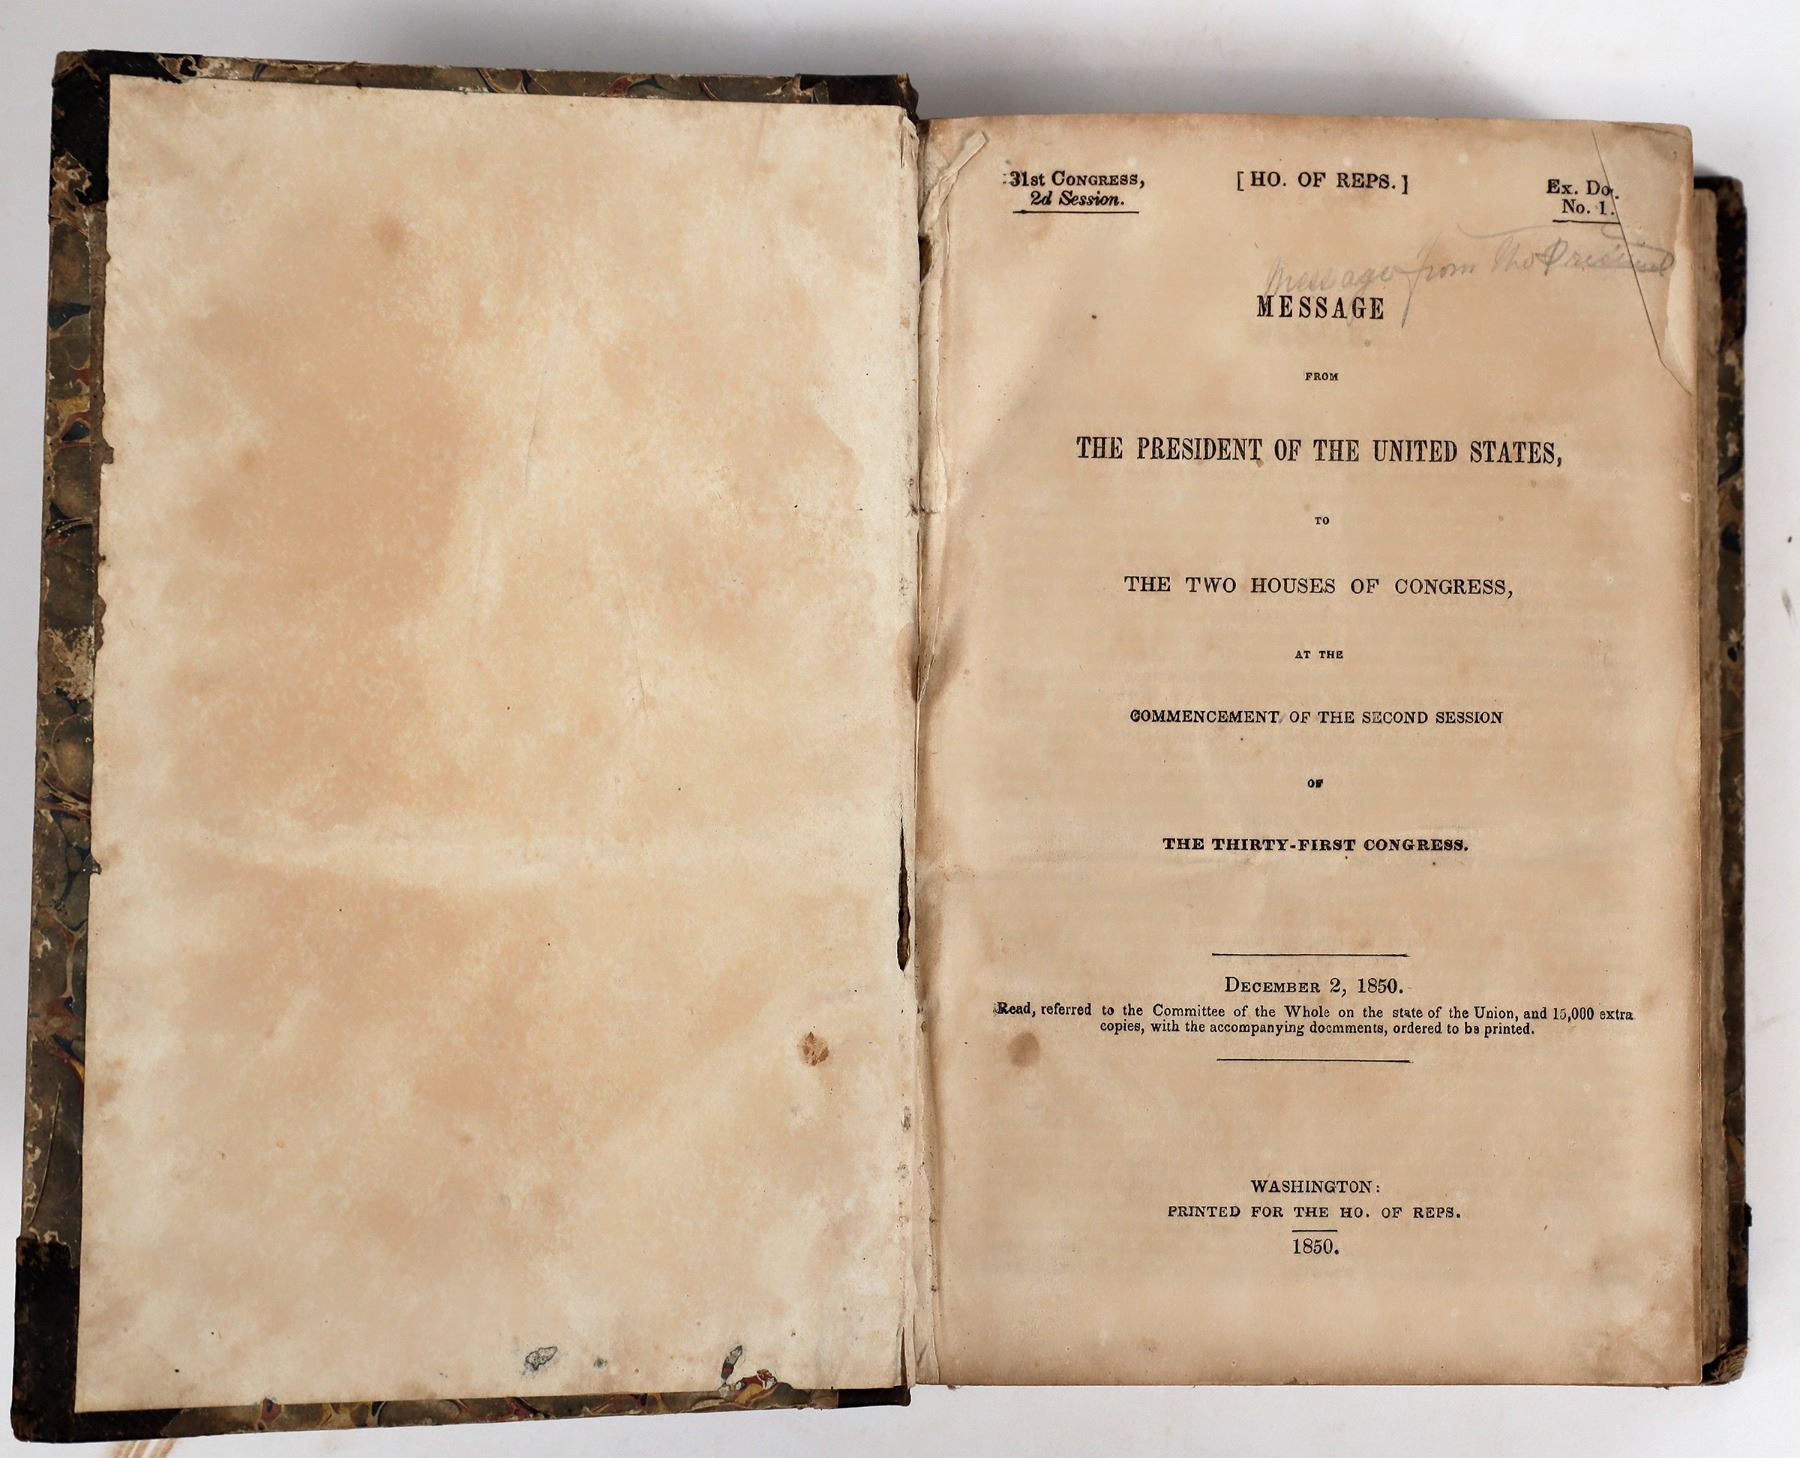 31st Congress,
2d Session.
[HO. OF REPS.]
Ex. Do.
No. 1.
Message from the President
MESSAGE
FROM
THE PRESIDENT OF THE UNITED STATES,
TO
THE TWO HOUSES OF CONGRESS,
AT THE
COMMENCEMENT OF THE SECOND SESSION
OF
THE THIRTY-FIRST CONGRESS.
December 2, 1850.
Read, referred to the Committee of the Whole on the state of the Union, and 15,000 extra
copies, with the accompanying docmments, ordered to be printed.
WASHINGTON:
PRINTED FOR THE HO. OF REPS.
1850.